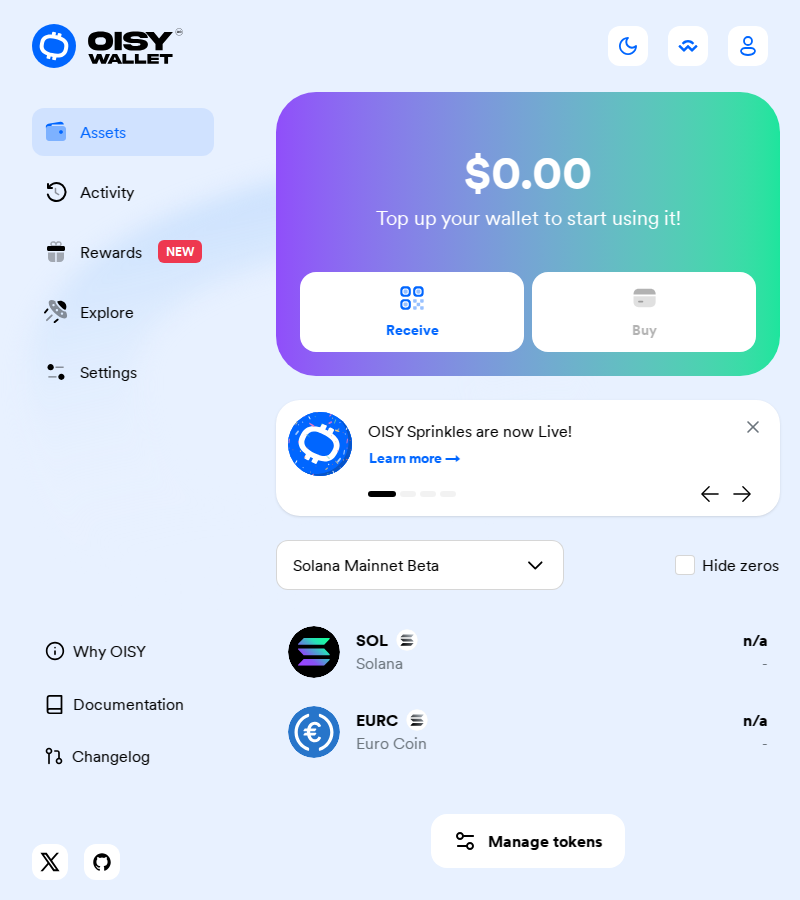 OISY
WALLET
Assets
Activity
Rewards NEW
Explore
Settings
$0.00
Top up your wallet to start using it!
Receive
Buy
OISY Sprinkles are now Live!
Learn more →
Solana Mainnet Beta
Hide zeros
SOL
n/a
Solana
-
EURC
n/a
Euro Coin
-
Why OISY
Documentation
Changelog
Manage tokens